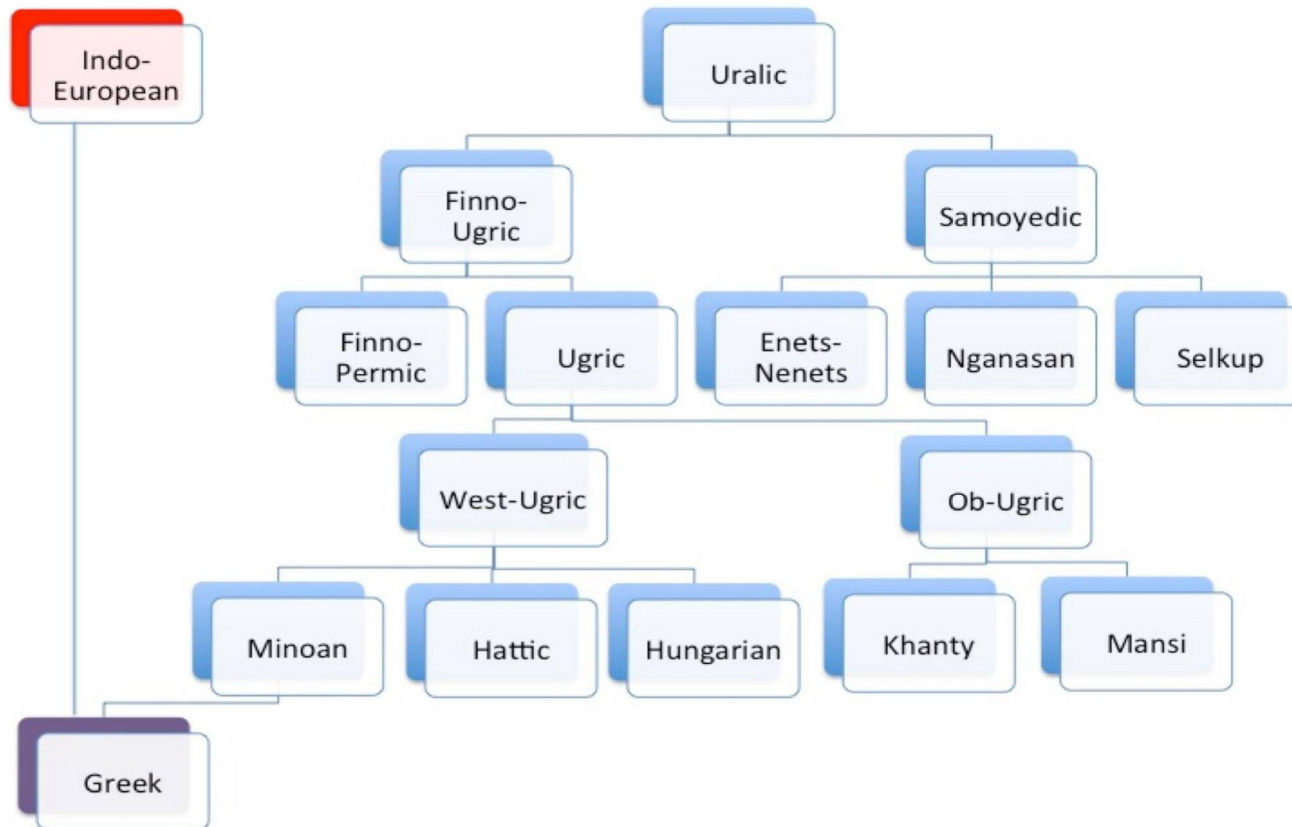 Indo-
European
Uralic
Finno-
Ugric
Samoyedic
Finno-
Permic
Ugric
Enets-
Nenets
Nganasan
Selkup
West-Ugric
Ob-Ugric
Minoan
Hattic
Hungarian
Khanty
Mansi
Greek